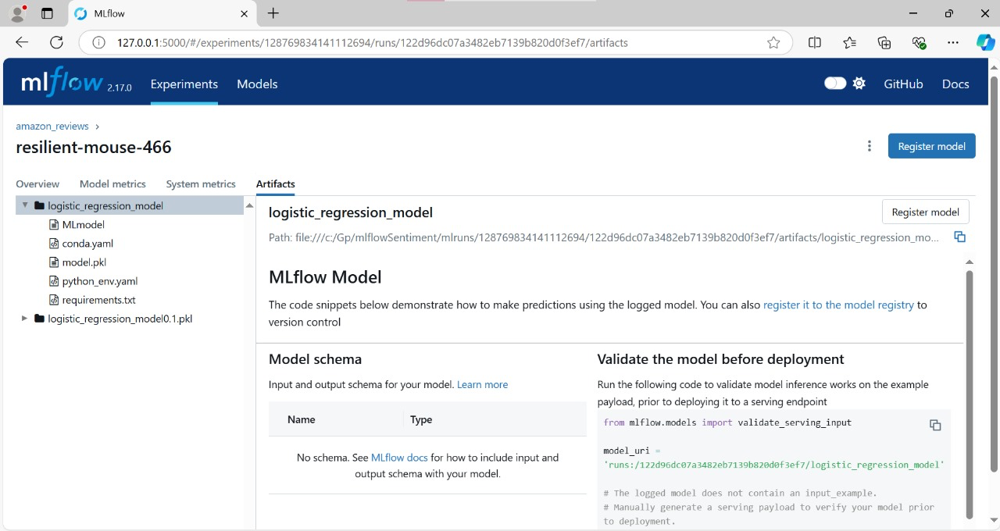 MLflow
127.0.0.1:5000/#/experiments/128769834141112694/runs/122d96dc07a3482eb7139b820d0f3ef7/artifacts
mlflow 2.17.0 Experiments Models GitHub Docs
amazon_reviews >
resilient-mouse-466
Register model
Overview Model metrics System metrics Artifacts
logistic_regression_model
MLmodel
conda.yaml
model.pkl
python_env.yaml
requirements.txt
logistic_regression_model0.1.pkl
logistic_regression_model
Register model
Path: file:///c:/Gp/mlflowSentiment/mlruns/128769834141112694/122d96dc07a3482eb7139b820d0f3ef7/artifacts/logistic_regression_mo...
MLflow Model
The code snippets below demonstrate how to make predictions using the logged model. You can also register it to the model registry to
version control
Model schema
Input and output schema for your model. Learn more
Name Type
No schema. See MLflow docs for how to include input and
output schema with your model.
Validate the model before deployment
Run the following code to validate model inference works on the example
payload, prior to deploying it to a serving endpoint
from mlflow.models import validate_serving_input
model_uri =
'runs:/122d96dc07a3482eb7139b820d0f3ef7/logistic_regression_model'
# The logged model does not contain an input_example.
# Manually generate a serving payload to verify your model prior
to deployment.